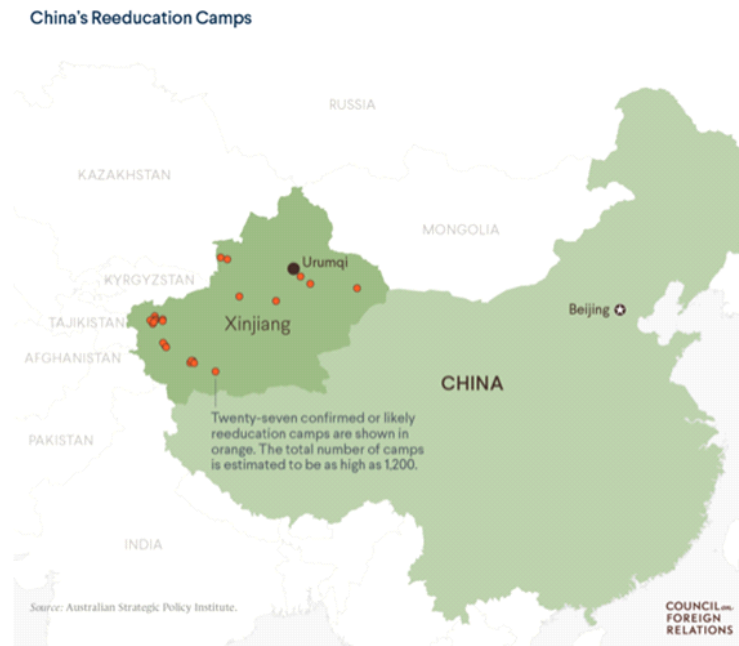 China's Reeducation Camps
RUSSIA
KAZAKHSTAN
MONGOLIA
Urumqi
KYRGYZSTAN
Beijing
TAJIKISTAN
Xinjiang
AFGHANISTAN
CHINA
Twenty-seven confirmed or likely
reeducation camps are shown in
orange. The total number of camps
is estimated to be as high as 1,200.
PAKISTAN
INDIA
Source: Australian Strategic Policy Institute.
COUNCIL on
FOREIGN
RELATIONS